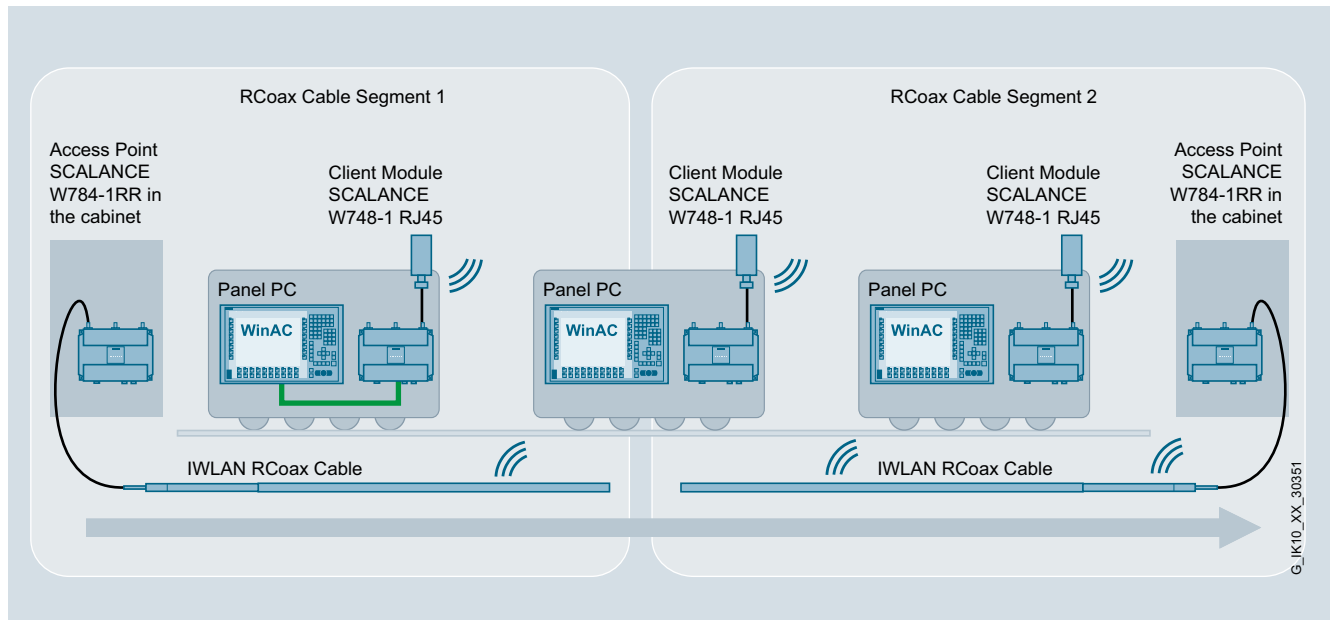 RCoax Cable Segment 1
RCoax Cable Segment 2
Access Point
SCALANCE
W784-1RR in
the cabinet
Client Module
SCALANCE
W748-1 RJ45
Client Module
SCALANCE
W748-1 RJ45
Client Module
SCALANCE
W748-1 RJ45
Access Point
SCALANCE
W784-1RR in
the cabinet
Panel PC
WinAC
Panel PC
WinAC
Panel PC
WinAC
IWLAN RCoax Cable
IWLAN RCoax Cable
G_IK10_XX_30351